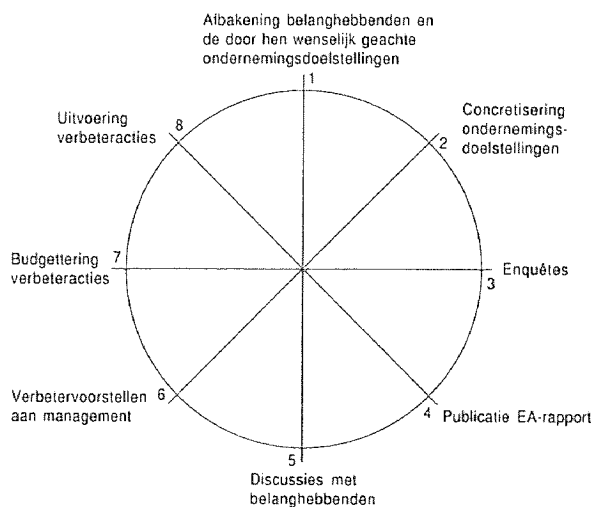 Afbakening belanghebbenden en
de door hen wenselijk geachte
ondernemingsdoelstellingen
1
Concretisering
ondernemings-
doelstellingen
2
Enquêtes
3
Publicatie EA-rapport
4
Discussies met
belanghebbenden
5
Verbetervoorstellen
aan management
6
Budgettering
verbeteracties
7
Uitvoering
verbeteracties
8